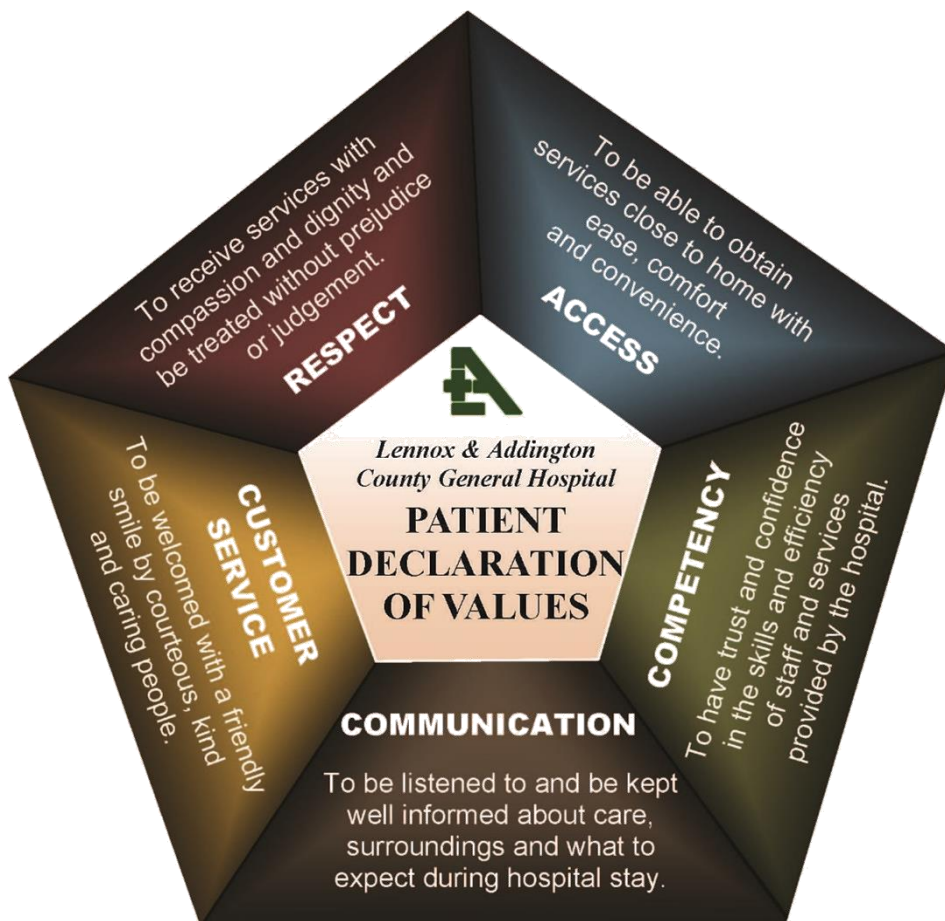 To receive services with
compassion and dignity and
be treated without prejudice
or judgement.
RESPECT
To be able to obtain
services close to home with
ease, comfort
and convenience.
ACCESS
Lennox & Addington
County General Hospital
PATIENT
DECLARATION
OF VALUES
CUSTOMER
SERVICE
To be welcomed with a friendly
smile by courteous, kind
and caring people.
COMPETENCY
To have trust and confidence
in the skills and efficiency
of staff and services
provided by the hospital.
COMMUNICATION
To be listened to and be kept
well informed about care,
surroundings and what to
expect during hospital stay.